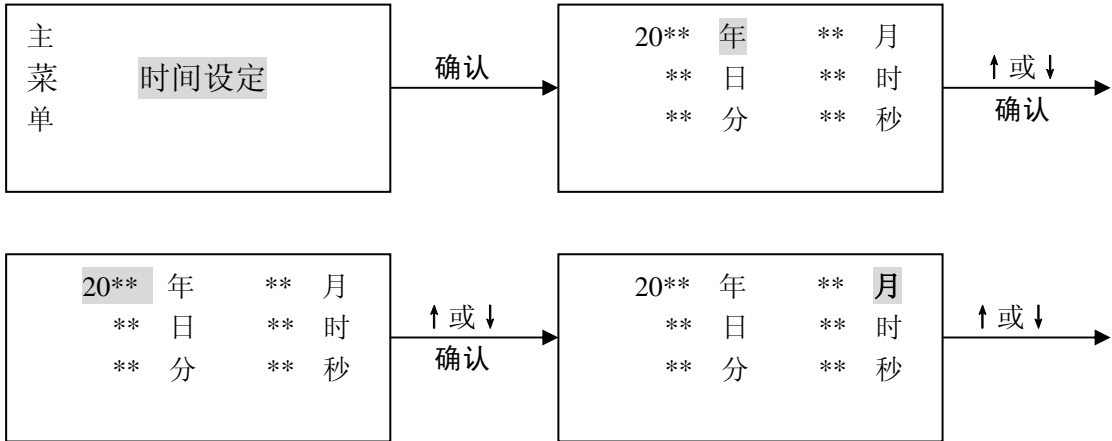 主
菜 时间设定
单
确认
20** 年 ** 月
** 日 ** 时
** 分 ** 秒
↑或↓
确认
20** 年 ** 月
** 日 ** 时
** 分 ** 秒
↑或↓
确认
20** 年 ** 月
** 日 ** 时
** 分 ** 秒
↑或↓